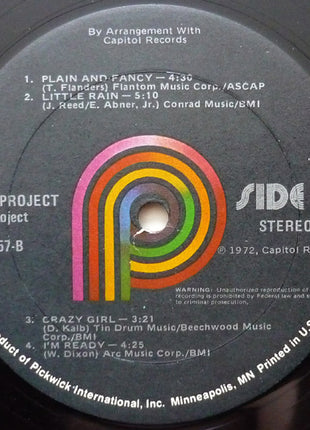 By Arrangement With
Capitol Records
1. PLAIN AND FANCY — 4:30
(T. Flanders) Flantom Music Corp./ASCAP
2. LITTLE RAIN — 5:10
(J. Reed/E. Abner, Jr.) Conrad Music/BMI
PROJECT
oject
57-B
SIDE
STEREO
℗ 1972, Capitol R
WARNING: Unauthorized reproduction of
recording is prohibited by Federal law and s
to criminal prosecution.
3. CRAZY GIRL — 3:21
(D. Kalb) Tin Drum Music/Beechwood Music
Corp./BMI
4. I'M READY — 4:25
(W. Dixon) Arc Music Corp./BMI
duct of Pickwick International, Inc. Minneapolis, MN Printed in U.S